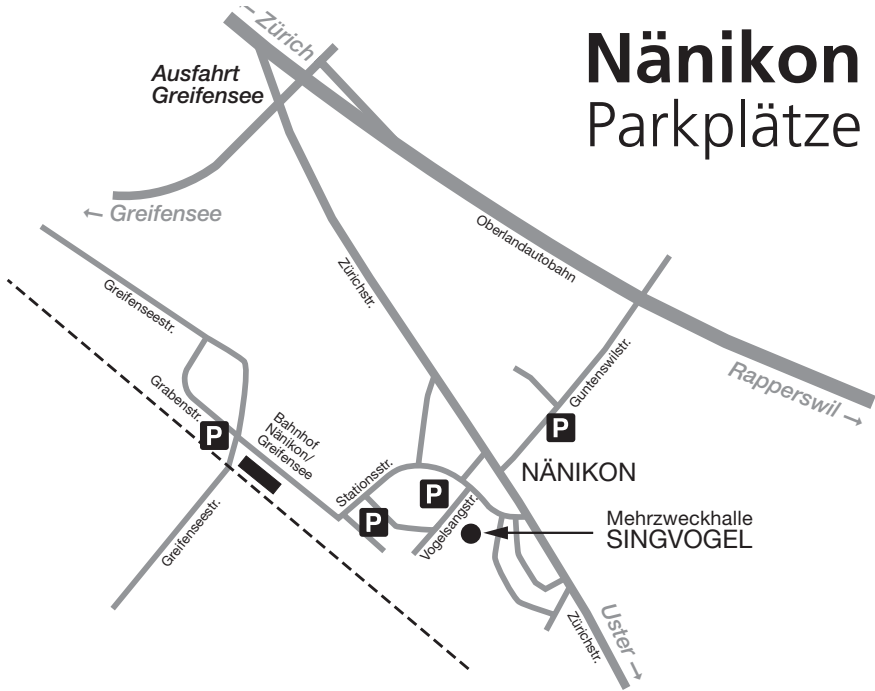 ← Zürich
Nänikon
Parkplätze
Ausfahrt
Greifensee
← Greifensee
Oberlandautobahn
Zürichstr.
Greifenseestr.
Guntenswilstr.
Rapperswil →
Grabenstr.
P
P
Bahnhof
Nänikon/
Greifensee
NÄNIKON
Stationsstr.
P
P
Vogelsangstr.
Greifenseestr.
Mehrzweckhalle
SINGVOGEL
Zürichstr.
Uster →